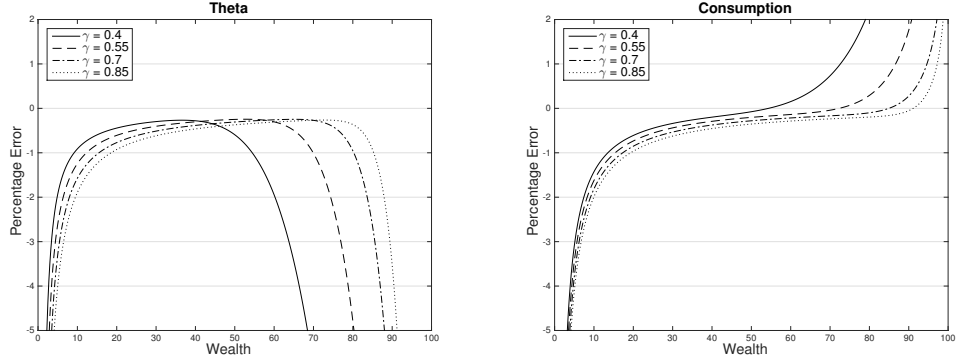 Theta
2
1
0
-1
-2
-3
-4
-5
Percentage Error
γ = 0.4
γ = 0.55
γ = 0.7
γ = 0.85
0 10 20 30 40 50 60 70 80 90 100
Wealth
Consumption
2
1
0
-1
-2
-3
-4
-5
Percentage Error
γ = 0.4
γ = 0.55
γ = 0.7
γ = 0.85
0 10 20 30 40 50 60 70 80 90 100
Wealth